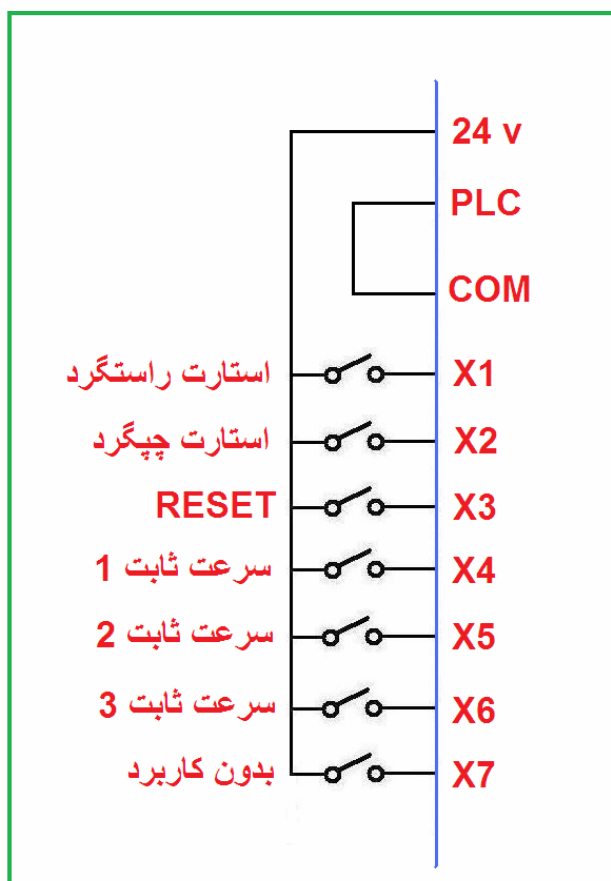 24 v
PLC
COM
استارت راستگرد X1
استارت چپگرد X2
RESET X3
سرعت ثابت 1 X4
سرعت ثابت 2 X5
سرعت ثابت 3 X6
بدون کاربرد X7